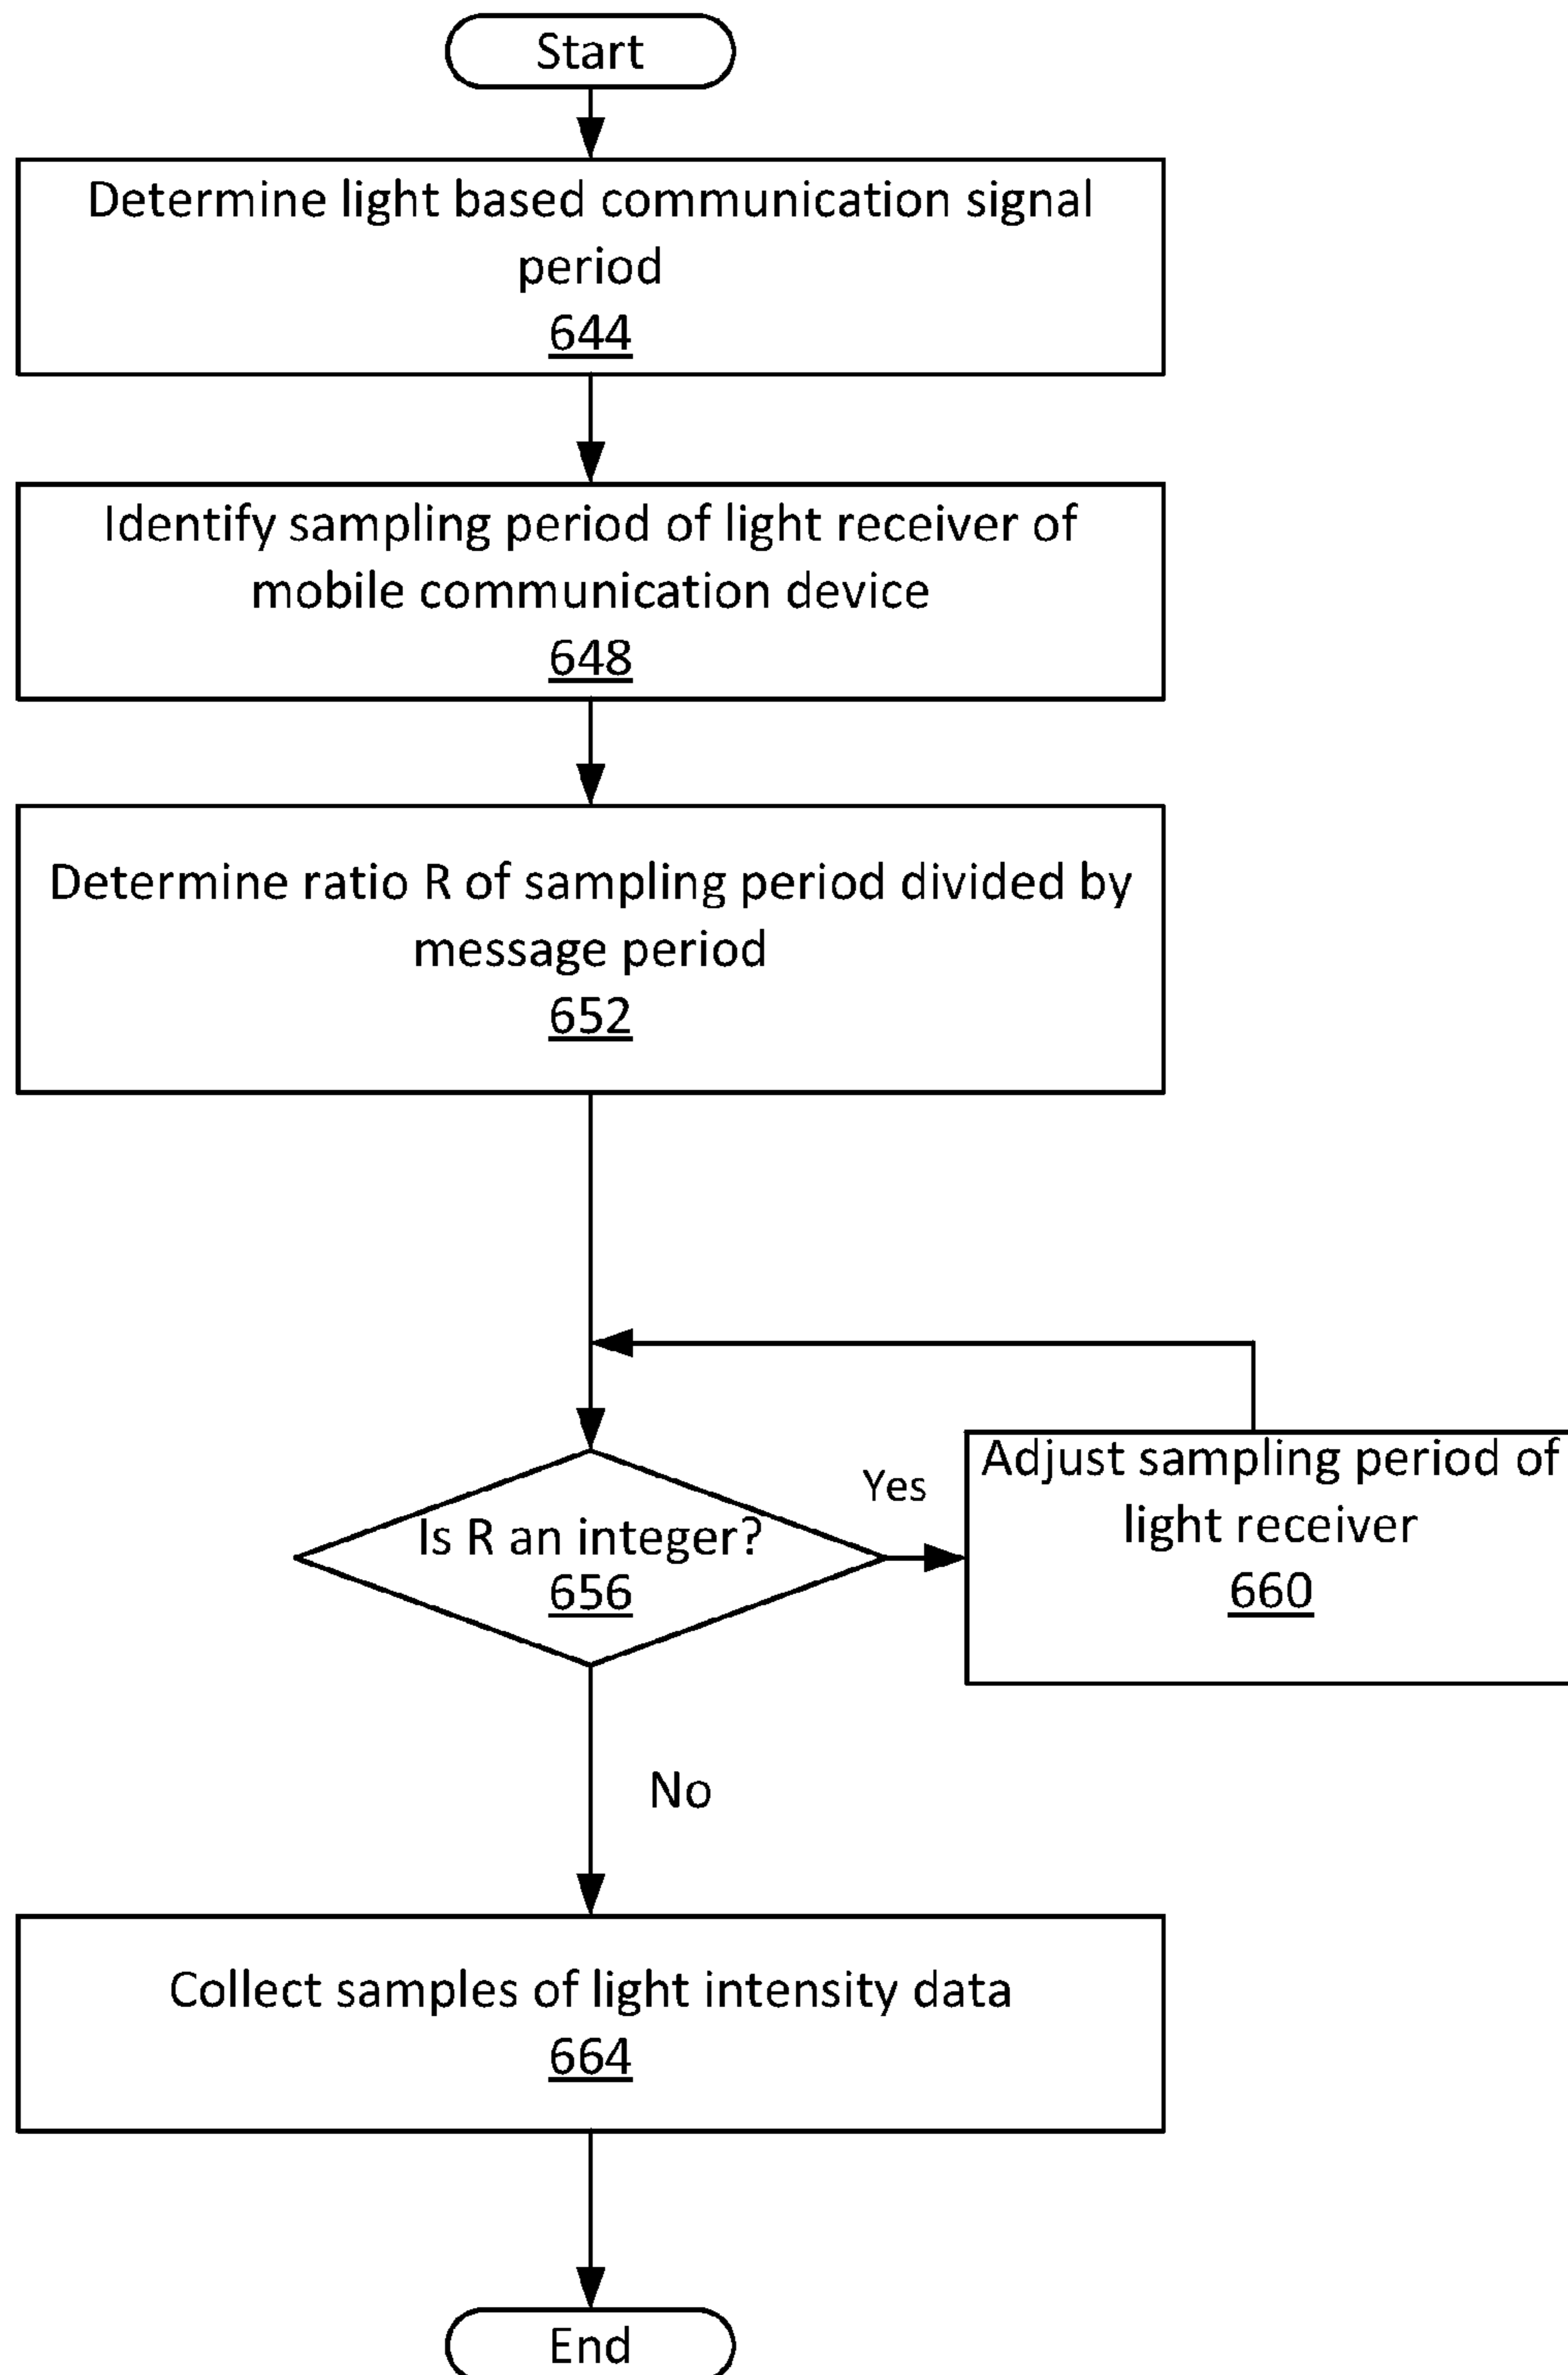 Start
Determine light based communication signal
period
644
Identify sampling period of light receiver of
mobile communication device
648
Determine ratio R of sampling period divided by
message period
652
Is R an integer?
656
Yes
Adjust sampling period of
light receiver
660
No
Collect samples of light intensity data
664
End